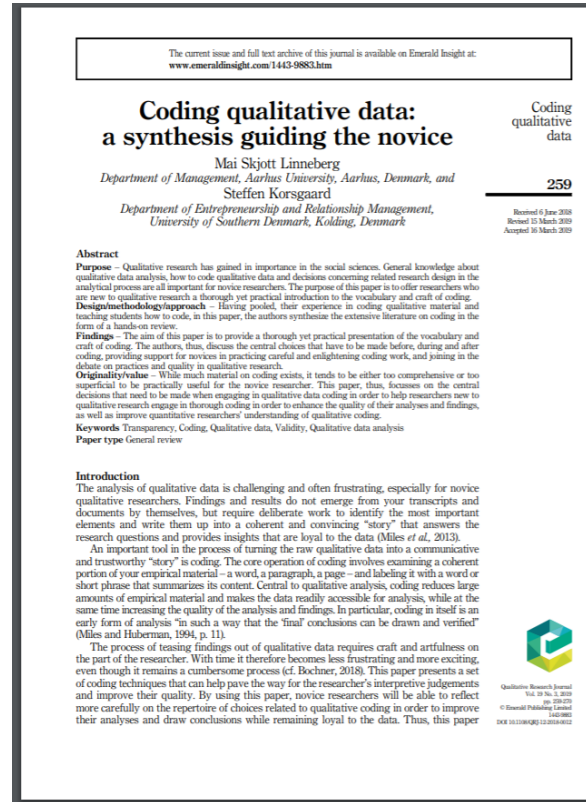 The current issue and full text archive of this journal is available on Emerald Insight at:
www.emeraldinsight.com/1443-9883.htm
Coding qualitative data:
a synthesis guiding the novice
Mai Skjott Linneberg
Department of Management, Aarhus University, Aarhus, Denmark, and
Steffen Korsgaard
Department of Entrepreneurship and Relationship Management,
University of Southern Denmark, Kolding, Denmark
Coding
qualitative
data
259
Received 6 June 2018
Revised 15 March 2019
Accepted 16 March 2019
Abstract
Purpose – Qualitative research has gained in importance in the social sciences. General knowledge about
qualitative data analysis, how to code qualitative data and decisions concerning related research design in the
analytical process are all important for novice researchers. The purpose of this paper is to offer researchers who
are new to qualitative research a thorough yet practical introduction to the vocabulary and craft of coding.
Design/methodology/approach – Having pooled, their experience in coding qualitative material and
teaching students how to code, in this paper, the authors synthesize the extensive literature on coding in the
form of a hands-on review.
Findings – The aim of this paper is to provide a thorough yet practical presentation of the vocabulary and
craft of coding. The authors, thus, discuss the central choices that have to be made before, during and after
coding, providing support for novices in practicing careful and enlightening coding work, and joining in the
debate on practices and quality in qualitative research.
Originality/value – While much material on coding exists, it tends to be either too comprehensive or too
superficial to be practically useful for the novice researcher. This paper, thus, focusses on the central
decisions that need to be made when engaging in qualitative data coding in order to help researchers new to
qualitative research engage in thorough coding in order to enhance the quality of their analyses and findings,
as well as improve quantitative researchers' understanding of qualitative coding.
Keywords Transparency, Coding, Qualitative data, Validity, Qualitative data analysis
Paper type General review
Introduction
The analysis of qualitative data is challenging and often frustrating, especially for novice
qualitative researchers. Findings and results do not emerge from your transcripts and
documents by themselves, but require deliberate work to identify the most important
elements and write them up into a coherent and convincing “story” that answers the
research questions and provides insights that are loyal to the data (Miles et al., 2013).
An important tool in the process of turning the raw qualitative data into a communicative
and trustworthy “story” is coding. The core operation of coding involves examining a coherent
portion of your empirical material – a word, a paragraph, a page – and labeling it with a word or
short phrase that summarizes its content. Central to qualitative analysis, coding reduces large
amounts of empirical material and makes the data readily accessible for analysis, while at the
same time increasing the quality of the analysis and findings. In particular, coding in itself is an
early form of analysis “in such a way that the ‘final’ conclusions can be drawn and verified”
(Miles and Huberman, 1994, p. 11).
The process of teasing findings out of qualitative data requires craft and artfulness on
the part of the researcher. With time it therefore becomes less frustrating and more exciting,
even though it remains a cumbersome process (cf. Bochner, 2018). This paper presents a set
of coding techniques that can help pave the way for the researcher's interpretive judgements
and improve their quality. By using this paper, novice researchers will be able to reflect
more carefully on the repertoire of choices related to qualitative coding in order to improve
their analyses and draw conclusions while remaining loyal to the data. Thus, this paper
Qualitative Research Journal
Vol. 19 No. 3, 2019
pp. 259-270
© Emerald Publishing Limited
1443-9883
DOI 10.1108/QRJ-12-2018-0012